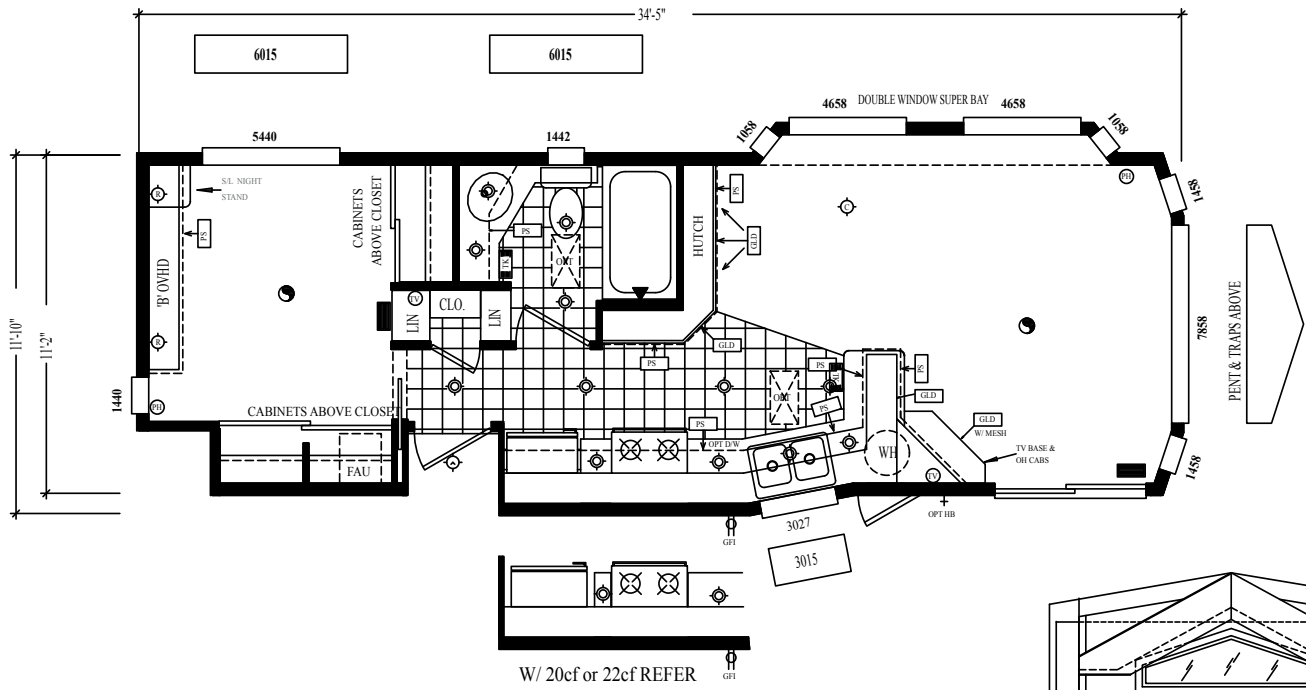 34'-5"
6015
6015
DOUBLE WINDOW SUPER BAY
4658
4658
1058
1058
5440
1442
1458
PH
S/L NIGHT
STAND
R
PS
'B' OVHD
R
CABINETS
ABOVE CLOSET
PS
OPT
TK
HUTCH
PS
GLD
C
11'-10"
11'-2"
TV
LIN
CLO.
LIN
7858
PENT & TRAPS ABOVE
GLD
PS
TK
PS
GLD
OPT
PS
1440
PH
CABINETS ABOVE CLOSET
PS
OPT D/W
GLD
W/ MESH
TV BASE &
OH CABS
WH
TV
FAU
1458
OPT HB
3027
GFI
3015
GFI
W/ 20cf or 22cf REFER